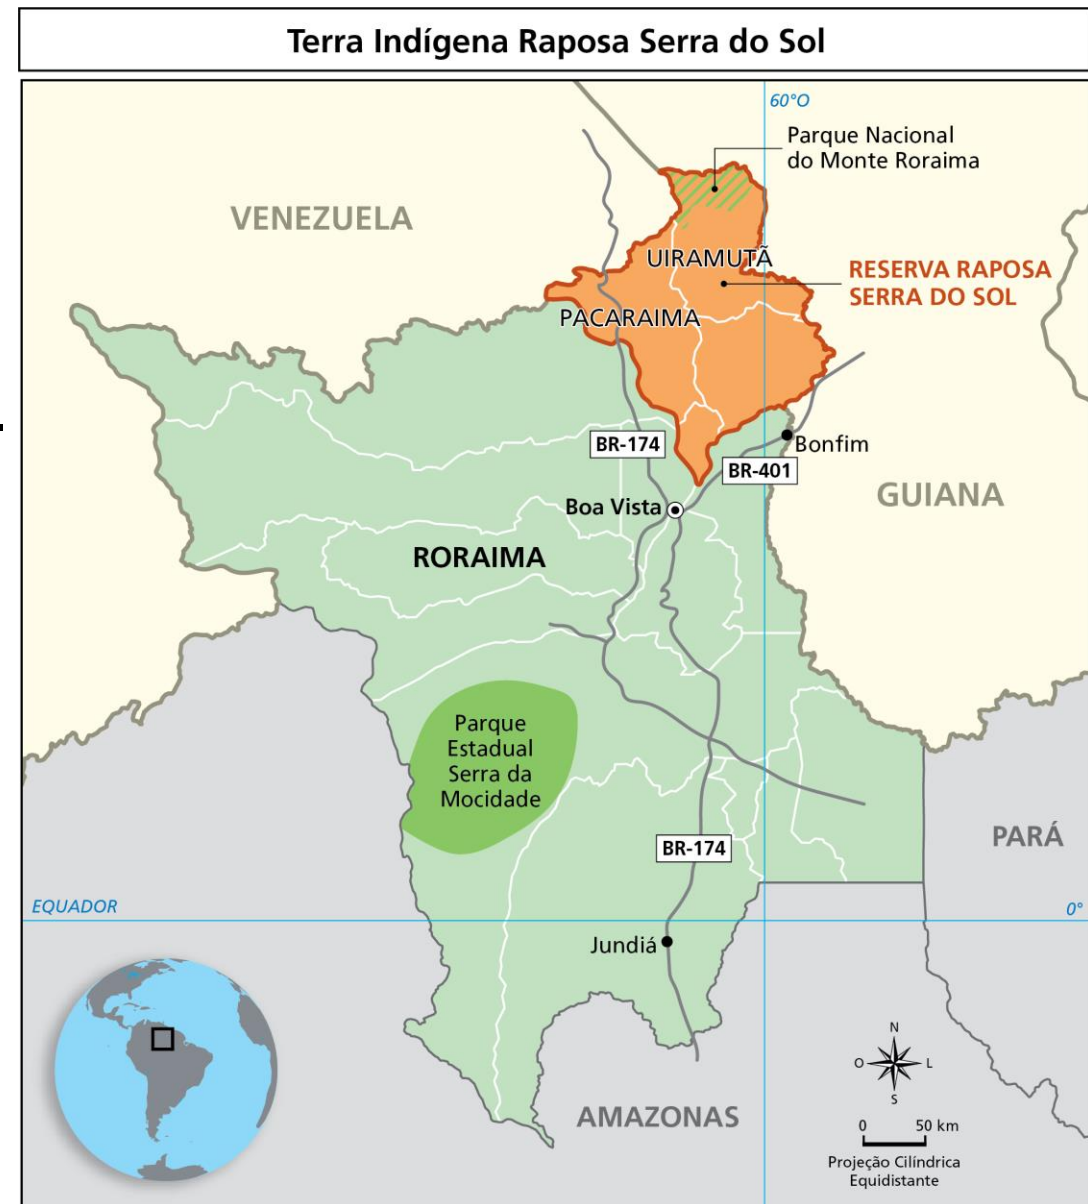 Terra Indígena Raposa Serra do Sol
60°O
Parque Nacional
do Monte Roraima
VENEZUELA
UIRAMUTÃ
RESERVA RAPOSA
SERRA DO SOL
PACARAIMA
BR-174
Bonfim
BR-401
GUIANA
Boa Vista
RORAIMA
Parque
Estadual
Serra da
Mocidade
PARÁ
BR-174
EQUADOR
0°
Jundiá
N
O
L
S
AMAZONAS
0 50 km
Projeção Cilíndrica
Equidistante